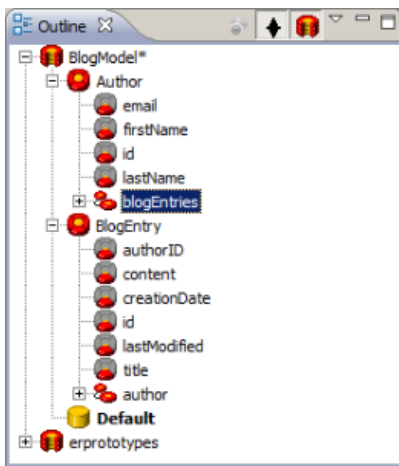 Outline
BlogModel*
Author
email
firstName
id
lastName
blogEntries
BlogEntry
authorID
content
creationDate
id
lastModified
title
author
Default
erprototypes